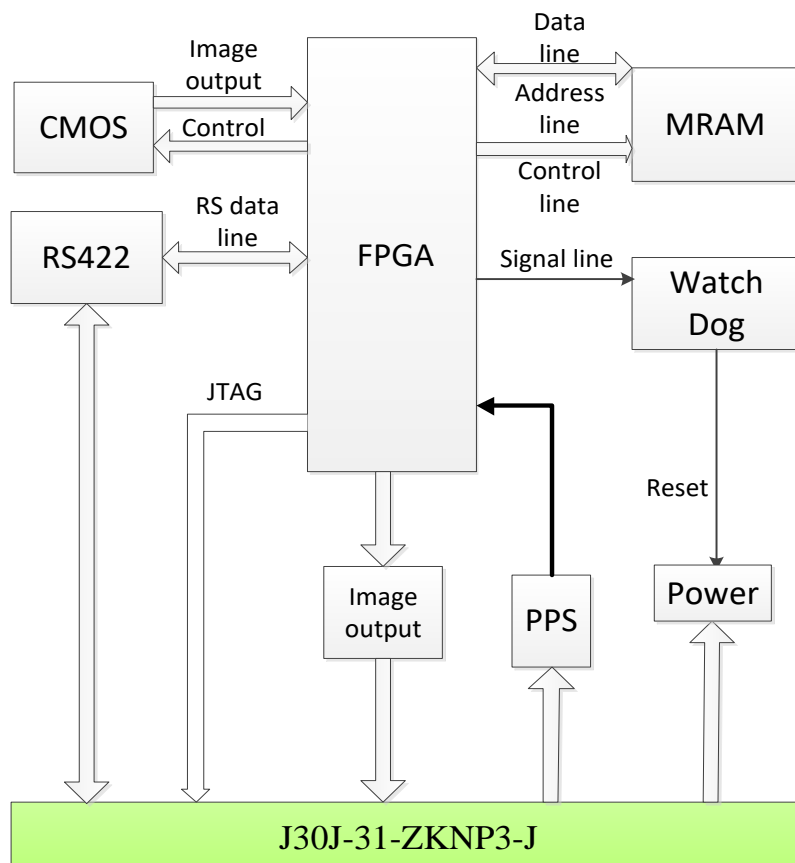 Image
output
Data
line
CMOS
Control
Address
line
MRAM
Control
line
RS data
line
RS422
FPGA
Signal line
Watch
Dog
JTAG
Reset
Image
output
PPS
Power
J30J-31-ZKNP3-J